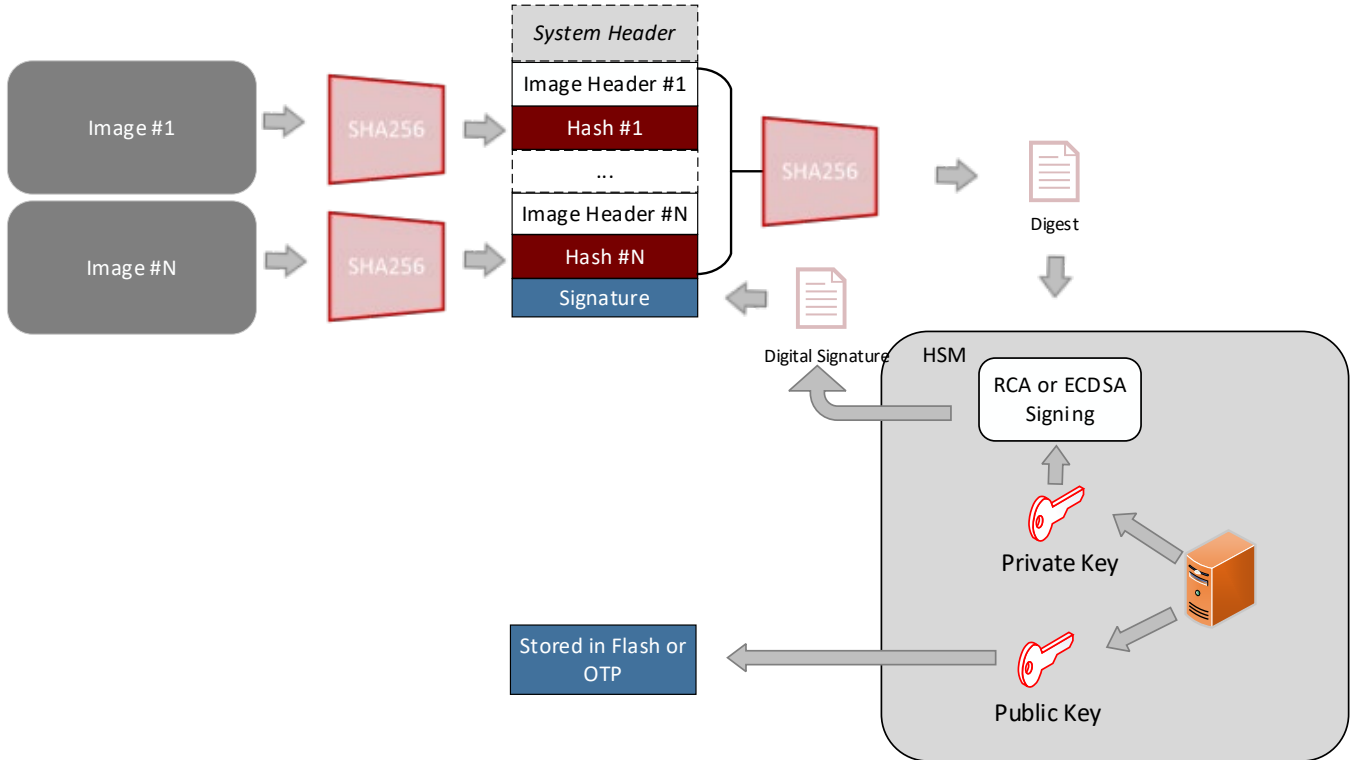 System Header
Image Header #1
Image #1
SHA256
Hash #1
SHA256
...
Image Header #N
Digest
Image #N
SHA256
Hash #N
Signature
Digital Signature
HSM
RCA or ECDSA
Signing
Private Key
Stored in Flash or
OTP
Public Key